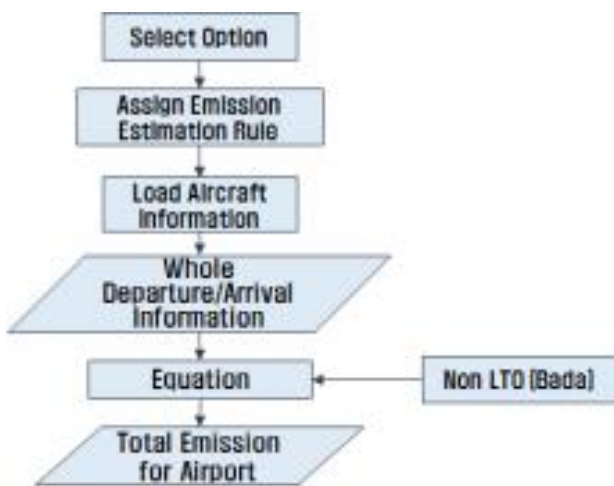 Select Option
Assign Emission
Estimation Rule
Load Aircraft
Information
Whole
Departure/Arrival
Information
Equation
Non LTO (Bada)
Total Emission
for Airport